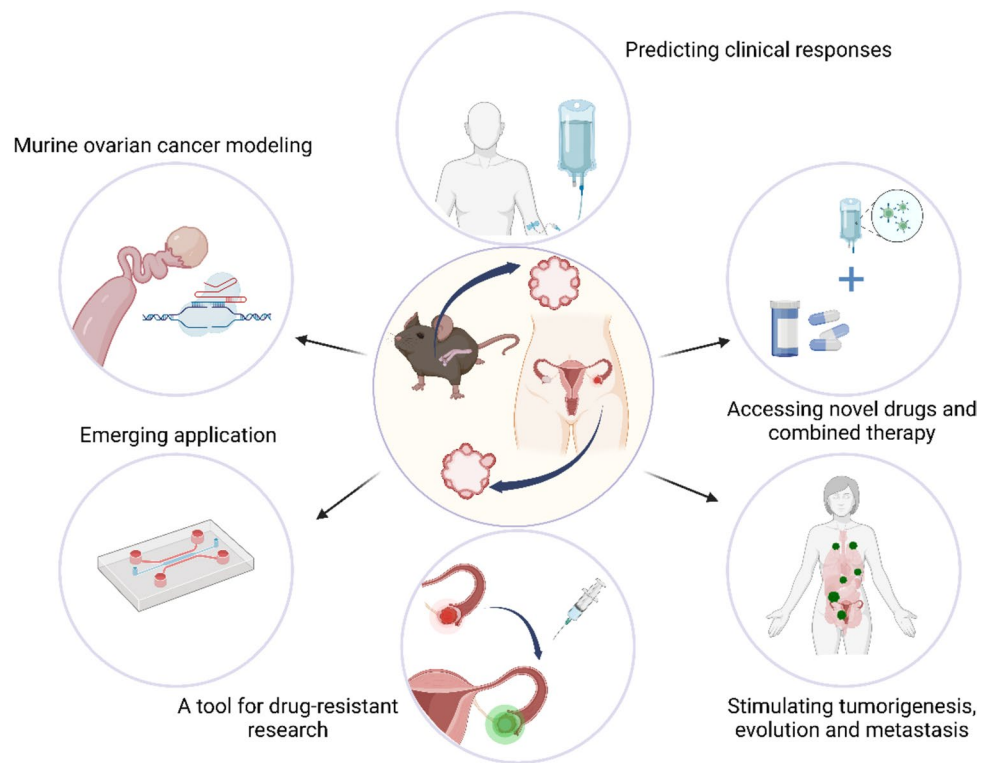 Predicting clinical responses
Murine ovarian cancer modeling
Accessing novel drugs and
combined therapy
Emerging application
A tool for drug-resistant
research
Stimulating tumorigenesis,
evolution and metastasis